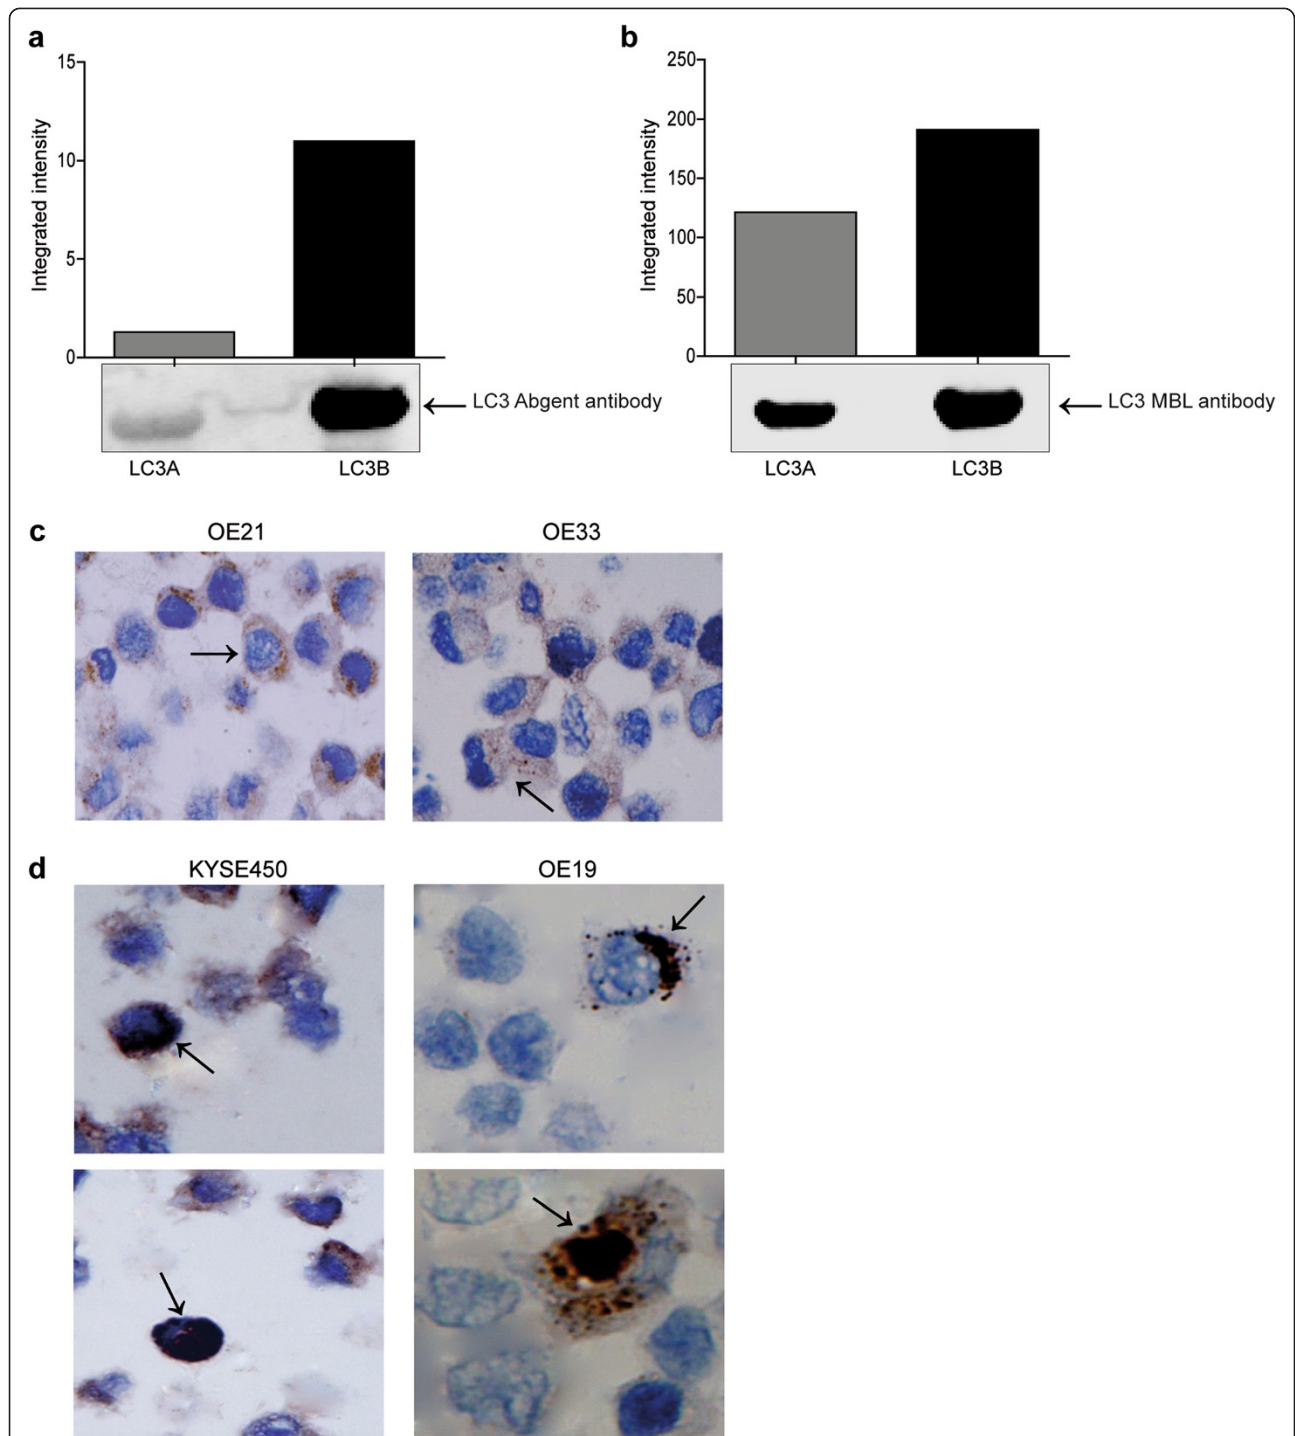 a
15
10
5
0
Integrated intensity
LC3 Abgent antibody
LC3A LC3B
b
250
200
150
100
50
0
Integrated intensity
LC3 MBL antibody
LC3A LC3B
c
OE21 OE33
d
KYSE450 OE19